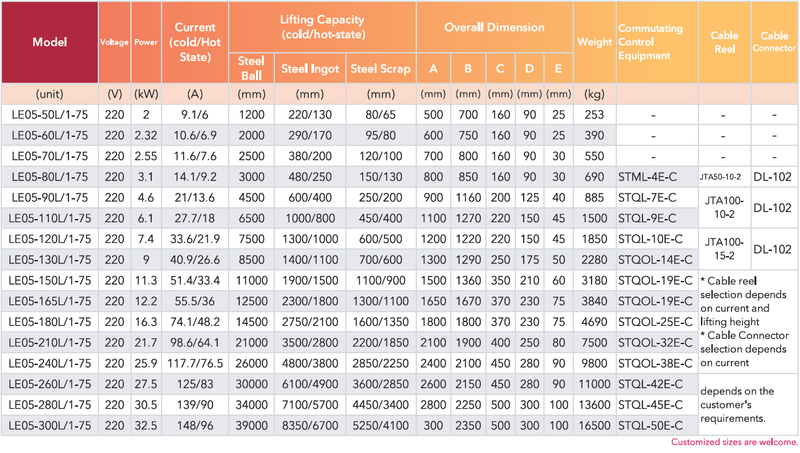 Model Voltage Power Current (cold/Hot State) Lifting Capacity (cold/hot-state) Overall Dimension Weight Commutating Control Equipment Cable Reel Cable Connector
Steel Ball Steel Ingot Steel Scrap A B C D E
(unit) (V) (kW) (A) (mm) (mm) (mm) (mm) (mm) (mm) (mm) (mm) (kg)
LE05-50L/1-75 220 2 9.1/6 1200 220/130 80/65 500 700 160 90 25 253 - - -
LE05-60L/1-75 220 2.32 10.6/6.9 2000 290/170 95/80 600 750 160 90 25 390 - - -
LE05-70L/1-75 220 2.55 11.6/7.6 2500 380/200 120/100 700 800 160 90 30 550 - - -
LE05-80L/1-75 220 3.1 14.1/9.2 3000 480/250 150/130 800 850 160 90 30 690 STML-4E-C JTA50-10-2 DL-102
LE05-90L/1-75 220 4.6 21/13.6 4500 600/400 250/200 900 1160 200 125 40 885 STQL-7E-C JTA100-10-2 DL-102
LE05-110L/1-75 220 6.1 27.7/18 6500 1000/800 450/400 1100 1270 220 150 45 1500 STQL-9E-C
LE05-120L/1-75 220 7.4 33.6/21.9 7500 1300/1000 600/500 1200 1220 220 150 45 1850 STQL-10E-C JTA100-15-2 DL-102
LE05-130L/1-75 220 9 40.9/26.6 8500 1400/1100 700/600 1300 1290 250 175 50 2280 STQOL-14E-C
LE05-150L/1-75 220 11.3 51.4/33.4 11000 1900/1500 1100/900 1500 1360 350 210 60 3180 STQOL-19E-C * Cable reel
LE05-165L/1-75 220 12.2 55.5/36 12500 2300/1800 1300/1100 1650 1670 370 230 75 3840 STQOL-19E-C selection depends on current and
LE05-180L/1-75 220 16.3 74.1/48.2 14500 2750/2100 1600/1350 1800 1800 370 230 75 4690 STQOL-25E-C lifting height
LE05-210L/1-75 220 21.7 98.6/64.1 21000 3500/2800 2200/1850 2100 1900 400 250 80 7500 STQOL-32E-C * Cable Connector selection depends
LE05-240L/1-75 220 25.9 117.7/76.5 26000 4800/3800 2850/2250 2400 2100 450 280 90 9800 STQOL-38E-C on current
LE05-260L/1-75 220 27.5 125/83 30000 6100/4900 3600/2850 2600 2150 450 280 90 11000 STQL-42E-C depends on the
LE05-280L/1-75 220 30.5 139/90 34000 7100/5700 4450/3400 2800 2250 500 300 100 13600 STQL-45E-C customer's
LE05-300L/1-75 220 32.5 148/96 39000 8350/6700 5250/4100 300 2350 500 300 100 16500 STQL-50E-C requirements.
Customized sizes are welcome.